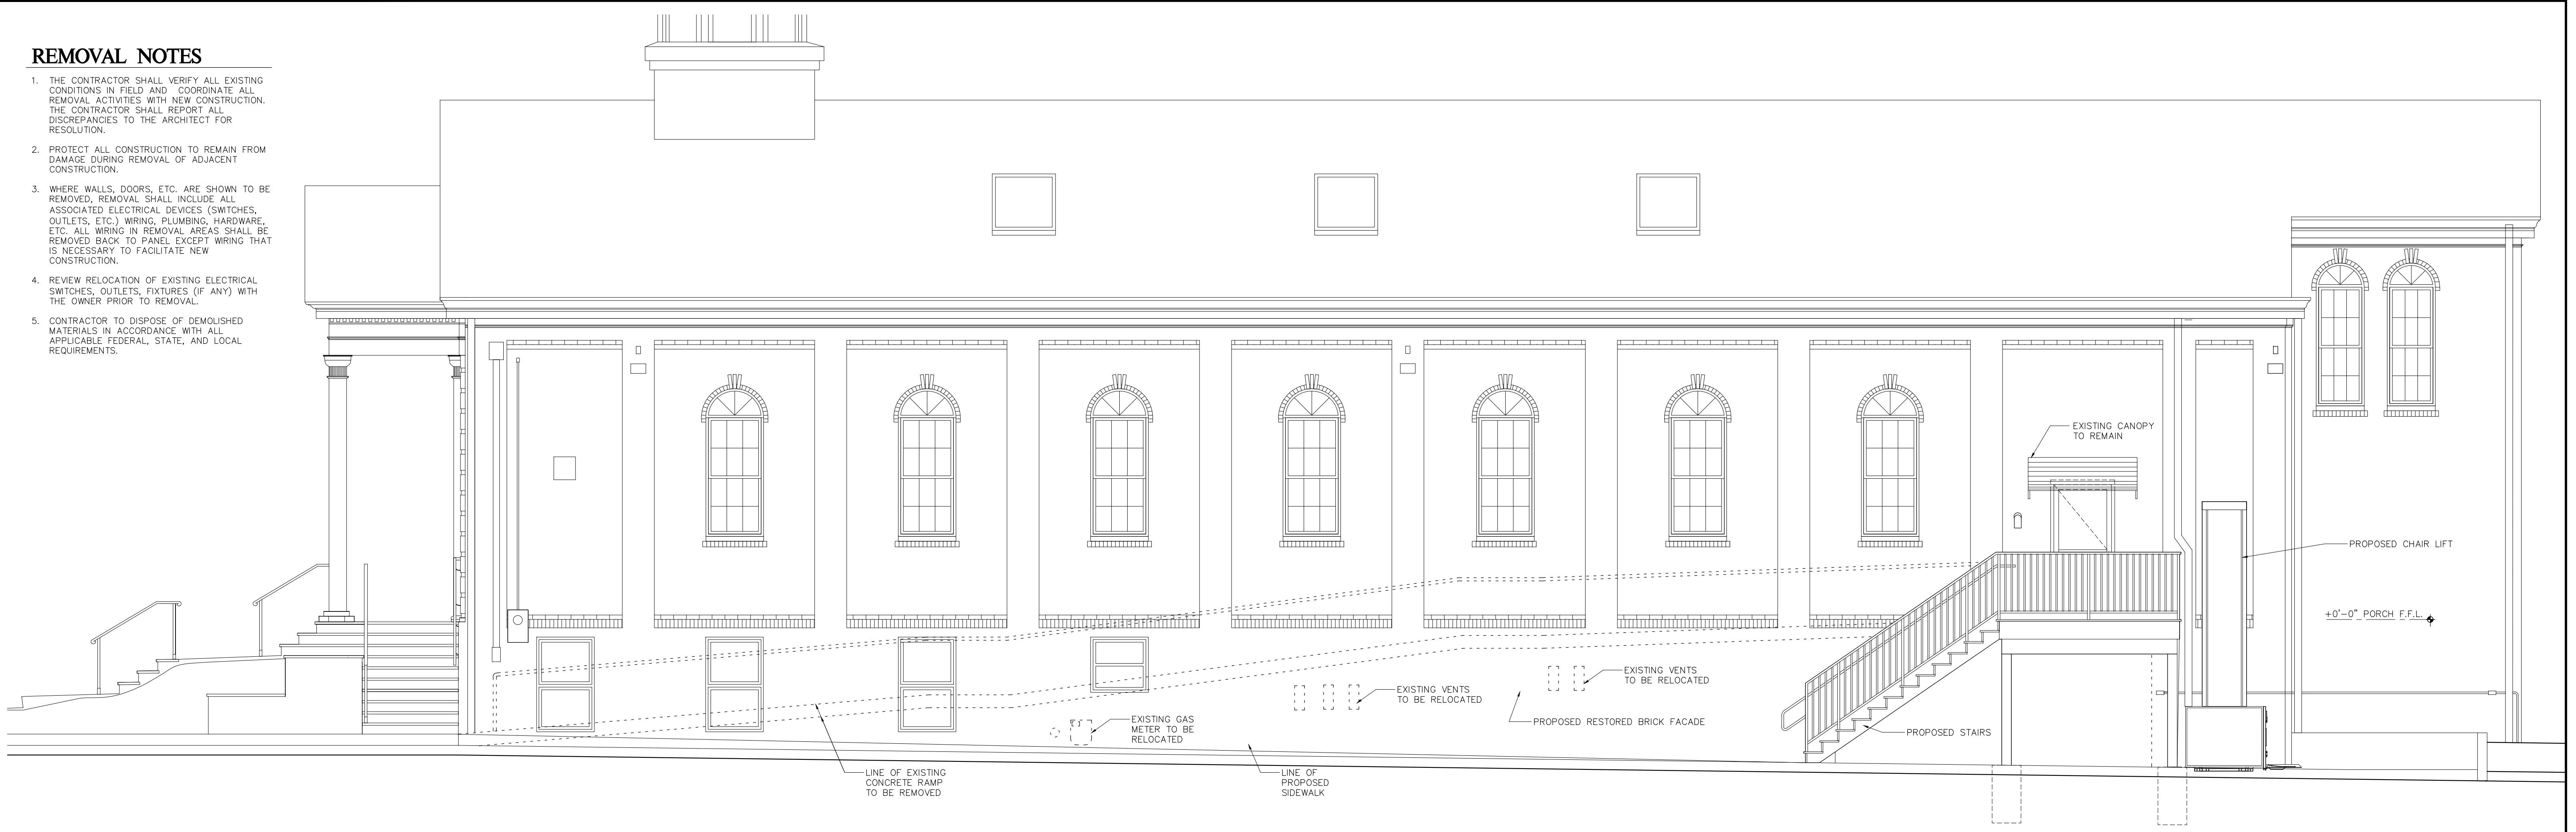 REMOVAL NOTES
1. THE CONTRACTOR SHALL VERIFY ALL EXISTING
CONDITIONS IN FIELD AND COORDINATE ALL
REMOVAL ACTIVITIES WITH NEW CONSTRUCTION.
THE CONTRACTOR SHALL REPORT ALL
DISCREPANCIES TO THE ARCHITECT FOR
RESOLUTION.
2. PROTECT ALL CONSTRUCTION TO REMAIN FROM
DAMAGE DURING REMOVAL OF ADJACENT
CONSTRUCTION.
3. WHERE WALLS, DOORS, ETC. ARE SHOWN TO BE
REMOVED, REMOVAL SHALL INCLUDE ALL
ASSOCIATED ELECTRICAL DEVICES (SWITCHES,
OUTLETS, ETC.) WIRING, PLUMBING, HARDWARE,
ETC. ALL WIRING IN REMOVAL AREAS SHALL BE
REMOVED BACK TO PANEL EXCEPT WIRING THAT
IS NECESSARY TO FACILITATE NEW
CONSTRUCTION.
4. REVIEW RELOCATION OF EXISTING ELECTRICAL
SWITCHES, OUTLETS, FIXTURES (IF ANY) WITH
THE OWNER PRIOR TO REMOVAL.
5. CONTRACTOR TO DISPOSE OF DEMOLISHED
MATERIALS IN ACCORDANCE WITH ALL
APPLICABLE FEDERAL, STATE, AND LOCAL
REQUIREMENTS.
EXISTING CANOPY
TO REMAIN
PROPOSED CHAIR LIFT
+0'-0" PORCH F.F.L.
EXISTING VENTS
TO BE RELOCATED
EXISTING VENTS
TO BE RELOCATED
PROPOSED RESTORED BRICK FACADE
EXISTING GAS
METER TO BE
RELOCATED
PROPOSED STAIRS
LINE OF EXISTING
CONCRETE RAMP
TO BE REMOVED
LINE OF
PROPOSED
SIDEWALK